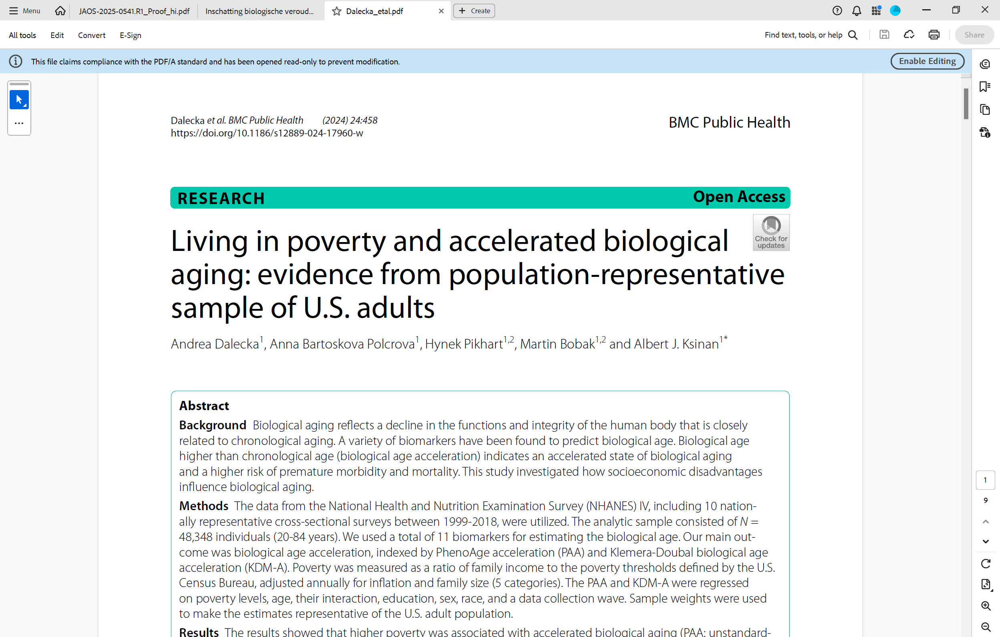 Menu
JAOS-2025-0541.R1_Proof_hi.pdf
Inschatting biologische veroud...
Dalecka_etal.pdf
Create
All tools
Edit
Convert
E-Sign
Find text, tools, or help
Share
This file claims compliance with the PDF/A standard and has been opened read-only to prevent modification.
Enable Editing
Dalecka et al. BMC Public Health (2024) 24:458
https://doi.org/10.1186/s12889-024-17960-w
BMC Public Health
RESEARCH
Open Access
Check for
updates
Living in poverty and accelerated biological
aging: evidence from population-representative
sample of U.S. adults
Andrea Dalecka1, Anna Bartoskova Polcrova1, Hynek Pikhart1,2, Martin Bobak1,2 and Albert J. Ksinan1*
Abstract
Background Biological aging reflects a decline in the functions and integrity of the human body that is closely
related to chronological aging. A variety of biomarkers have been found to predict biological age. Biological age
higher than chronological age (biological age acceleration) indicates an accelerated state of biological aging
and a higher risk of premature morbidity and mortality. This study investigated how socioeconomic disadvantages
influence biological aging.
Methods The data from the National Health and Nutrition Examination Survey (NHANES) IV, including 10 nation-
ally representative cross-sectional surveys between 1999-2018, were utilized. The analytic sample consisted of N =
48,348 individuals (20-84 years). We used a total of 11 biomarkers for estimating the biological age. Our main out-
come was biological age acceleration, indexed by PhenoAge acceleration (PAA) and Klemera-Doubal biological age
acceleration (KDM-A). Poverty was measured as a ratio of family income to the poverty thresholds defined by the U.S.
Census Bureau, adjusted annually for inflation and family size (5 categories). The PAA and KDM-A were regressed
on poverty levels, age, their interaction, education, sex, race, and a data collection wave. Sample weights were used
to make the estimates representative of the U.S. adult population.
Results The results showed that higher poverty was associated with accelerated biological aging (PAA: unstandard-
1
9